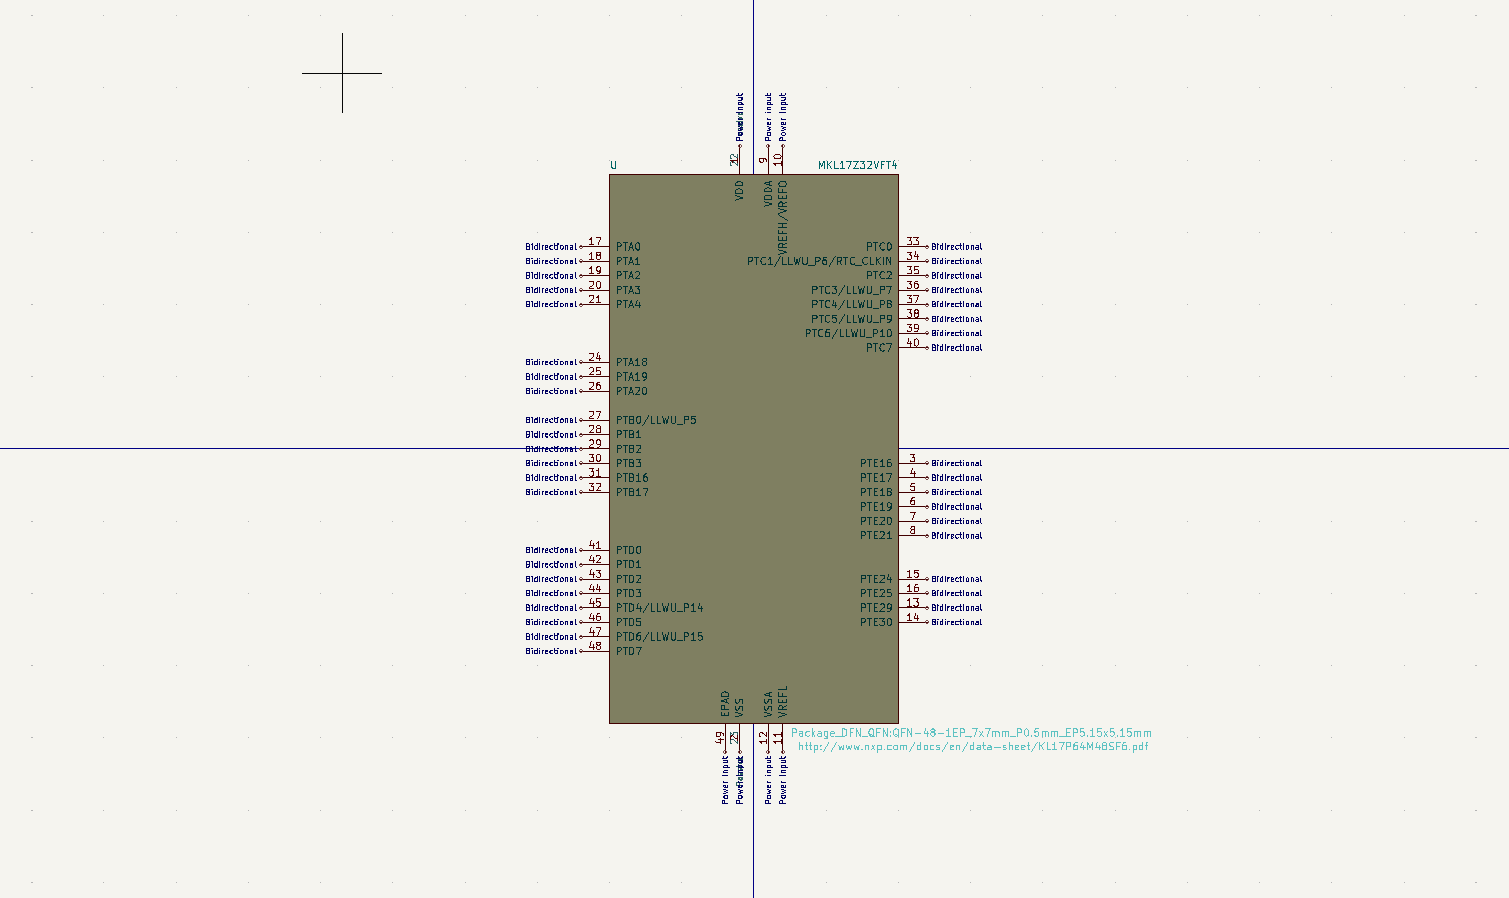 Power input
Power input
9
10
U
MKL17Z32VFT4
VDD
VDDA
VREFH/VREFO
Bidirectional 17 PTA0
Bidirectional 18 PTA1
Bidirectional 19 PTA2
Bidirectional 20 PTA3
Bidirectional 21 PTA4
Bidirectional 24 PTA18
Bidirectional 25 PTA19
Bidirectional 26 PTA20
Bidirectional 27 PTB0/LLWU_P5
Bidirectional 28 PTB1
Bidirectional 29 PTB2
Bidirectional 30 PTB3
Bidirectional 31 PTB16
Bidirectional 32 PTB17
Bidirectional 41 PTD0
Bidirectional 42 PTD1
Bidirectional 43 PTD2
Bidirectional 44 PTD3
Bidirectional 45 PTD4/LLWU_P14
Bidirectional 46 PTD5
Bidirectional 47 PTD6/LLWU_P15
Bidirectional 48 PTD7
PTC0 33 Bidirectional
PTC1/LLWU_P6/RTC_CLKIN 34 Bidirectional
PTC2 35 Bidirectional
PTC3/LLWU_P7 36 Bidirectional
PTC4/LLWU_P8 37 Bidirectional
PTC5/LLWU_P9 38 Bidirectional
PTC6/LLWU_P10 39 Bidirectional
PTC7 40 Bidirectional
PTE16 3 Bidirectional
PTE17 4 Bidirectional
PTE18 5 Bidirectional
PTE19 6 Bidirectional
PTE20 7 Bidirectional
PTE21 8 Bidirectional
PTE24 15 Bidirectional
PTE25 16 Bidirectional
PTE29 13 Bidirectional
PTE30 14 Bidirectional
EPAD
VSS
VSSA
VREFL
49
12
11
Power input
Power input
Power input
Package_DFN_QFN:QFN-48-1EP_7x7mm_P0.5mm_EP5.15x5.15mm
http://www.nxp.com/docs/en/data-sheet/KL17P64M48SF6.pdf